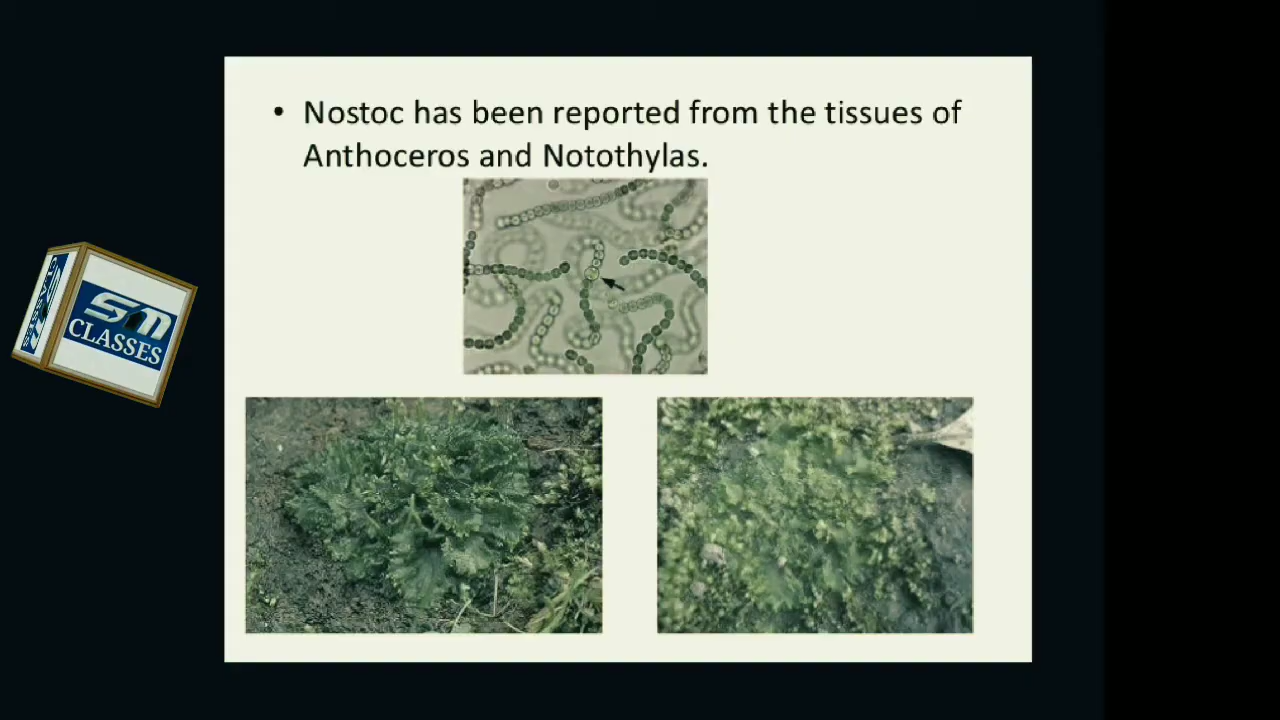 • Nostoc has been reported from the tissues of
Anthoceros and Notothylas.
SM
CLASSES